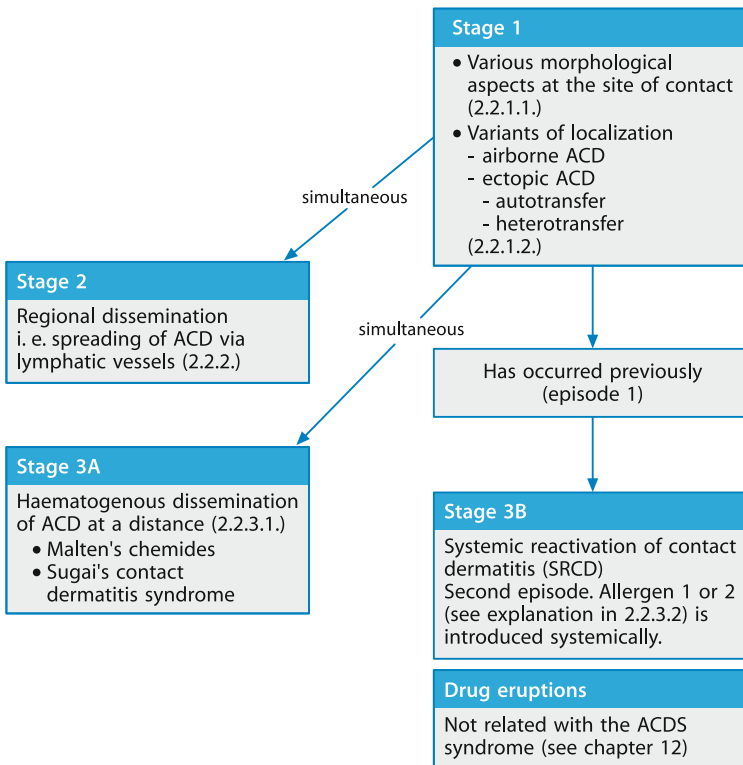 Stage 1
• Various morphological
aspects at the site of contact
(2.2.1.1.)
• Variants of localization
- airborne ACD
- ectopic ACD
- autotransfer
- heterotransfer
(2.2.1.2.)
simultaneous
Stage 2
Regional dissemination
i. e. spreading of ACD via
lymphatic vessels (2.2.2.)
simultaneous
Has occurred previously
(episode 1)
Stage 3A
Haematogenous dissemination
of ACD at a distance (2.2.3.1.)
• Malten's chemides
• Sugai's contact
dermatitis syndrome
Stage 3B
Systemic reactivation of contact
dermatitis (SRCD)
Second episode. Allergen 1 or 2
(see explanation in 2.2.3.2) is
introduced systemically.
Drug eruptions
Not related with the ACDS
syndrome (see chapter 12)